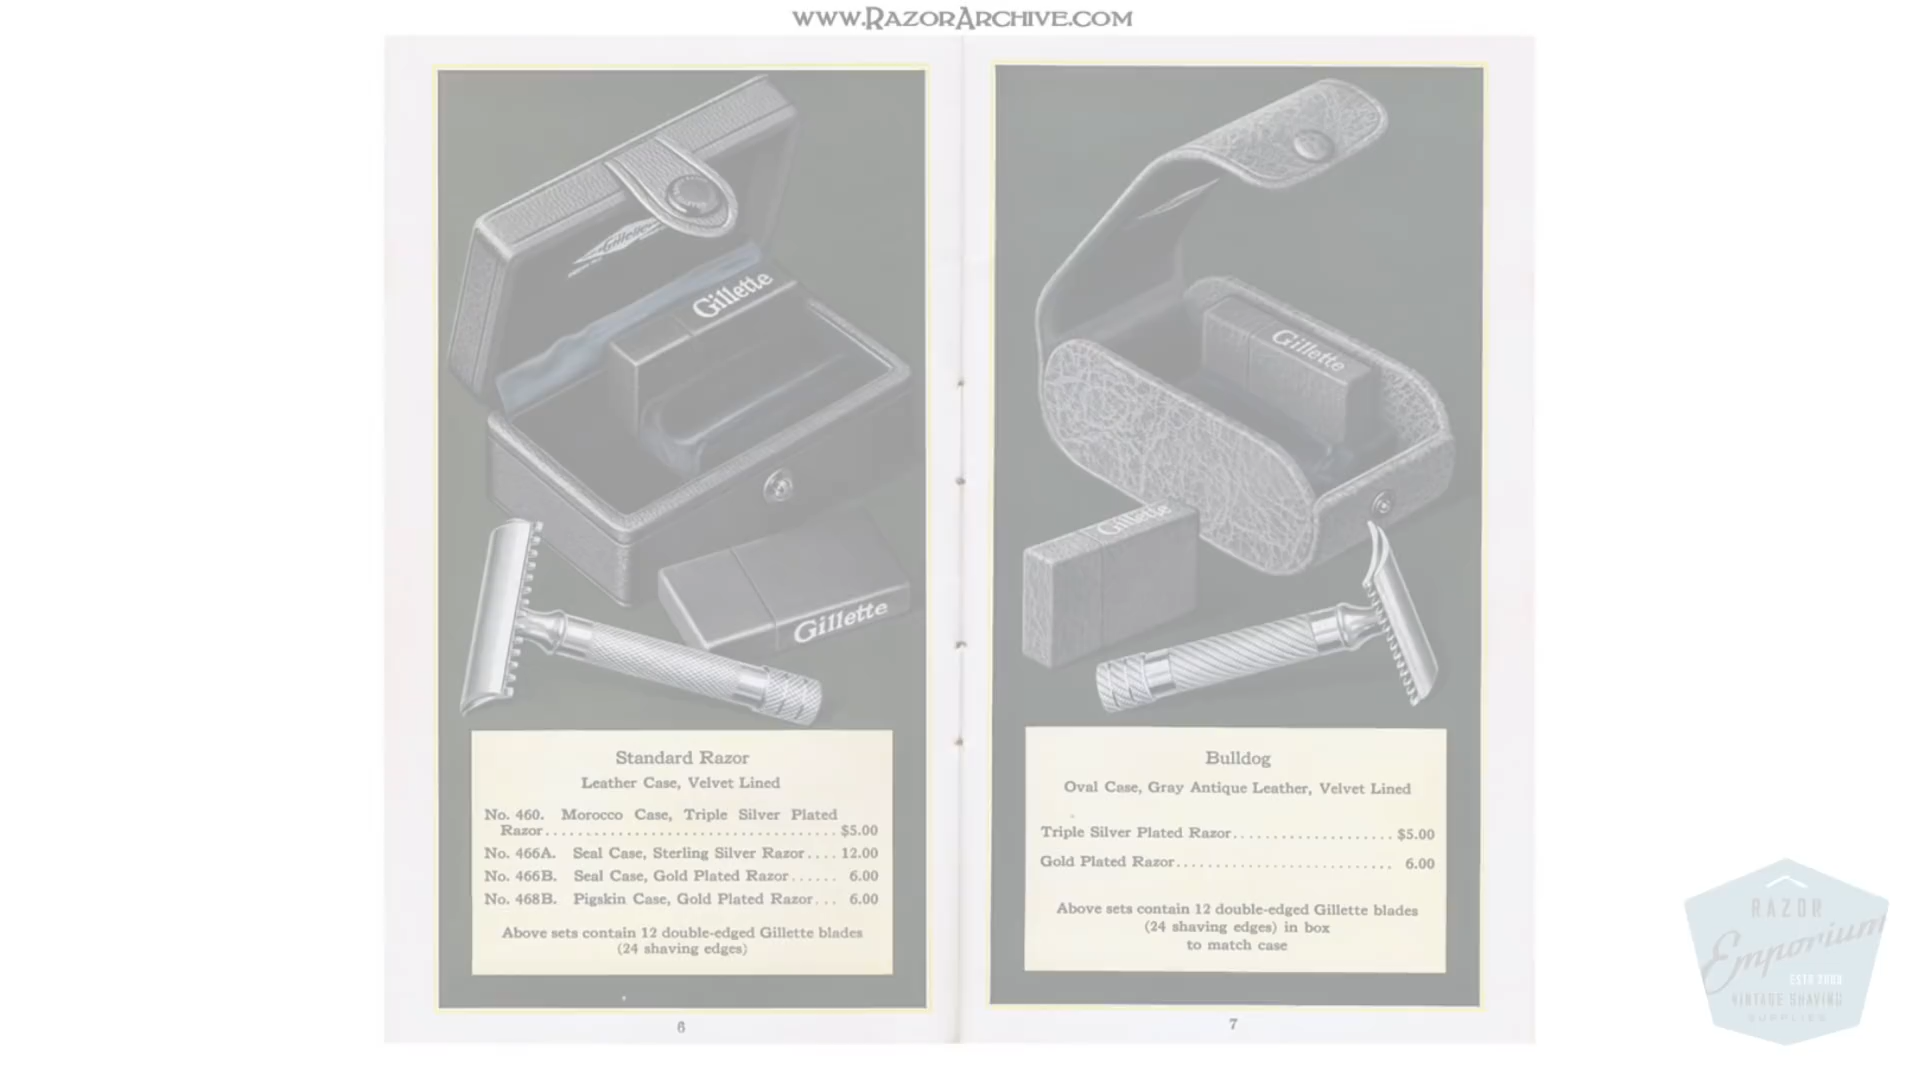 www.RazorArchive.com
Gillette
Gillette
Gillette
Standard Razor
Leather Case, Velvet Lined
No. 460. Morocco Case, Triple Silver Plated
Razor.................................... $5.00
No. 466A. Seal Case, Sterling Silver Razor.... 12.00
No. 466B. Seal Case, Gold Plated Razor...... 6.00
No. 468B. Pigskin Case, Gold Plated Razor... 6.00
Above sets contain 12 double-edged Gillette blades
(24 shaving edges)
6
Gillette
Gillette
Bulldog
Oval Case, Gray Antique Leather, Velvet Lined
Triple Silver Plated Razor................... $5.00
Gold Plated Razor.......................... 6.00
Above sets contain 12 double-edged Gillette blades
(24 shaving edges) in box
to match case
7
RAZOR
Emporium
ESTD 2009
VINTAGE SHAVING
SUPPLIES